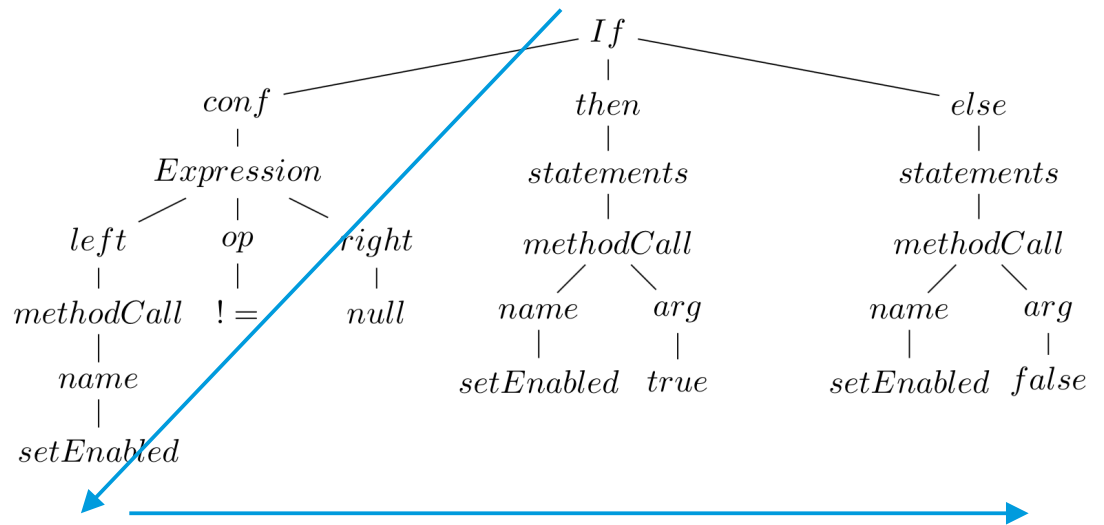 If
conf then else
Expression statements statements
left op right methodCall methodCall
methodCall != null name arg name arg
name setEnabled true setEnabled false
setEnabled